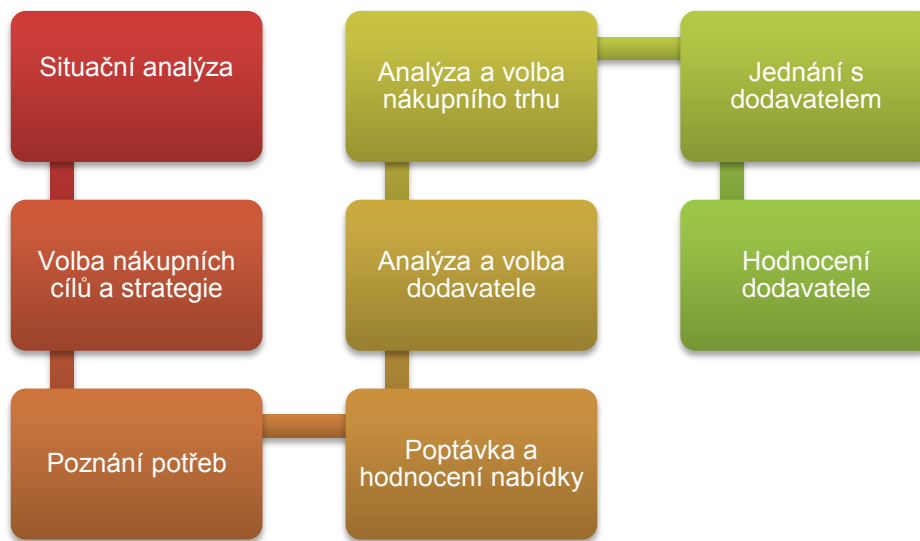 Situační analýza
Volba nákupních
cílů a strategie
Poznání potřeb
Poptávka a
hodnocení nabídky
Analýza a volba
dodavatele
Analýza a volba
nákupního trhu
Jednání s
dodavatelem
Hodnocení
dodavatele